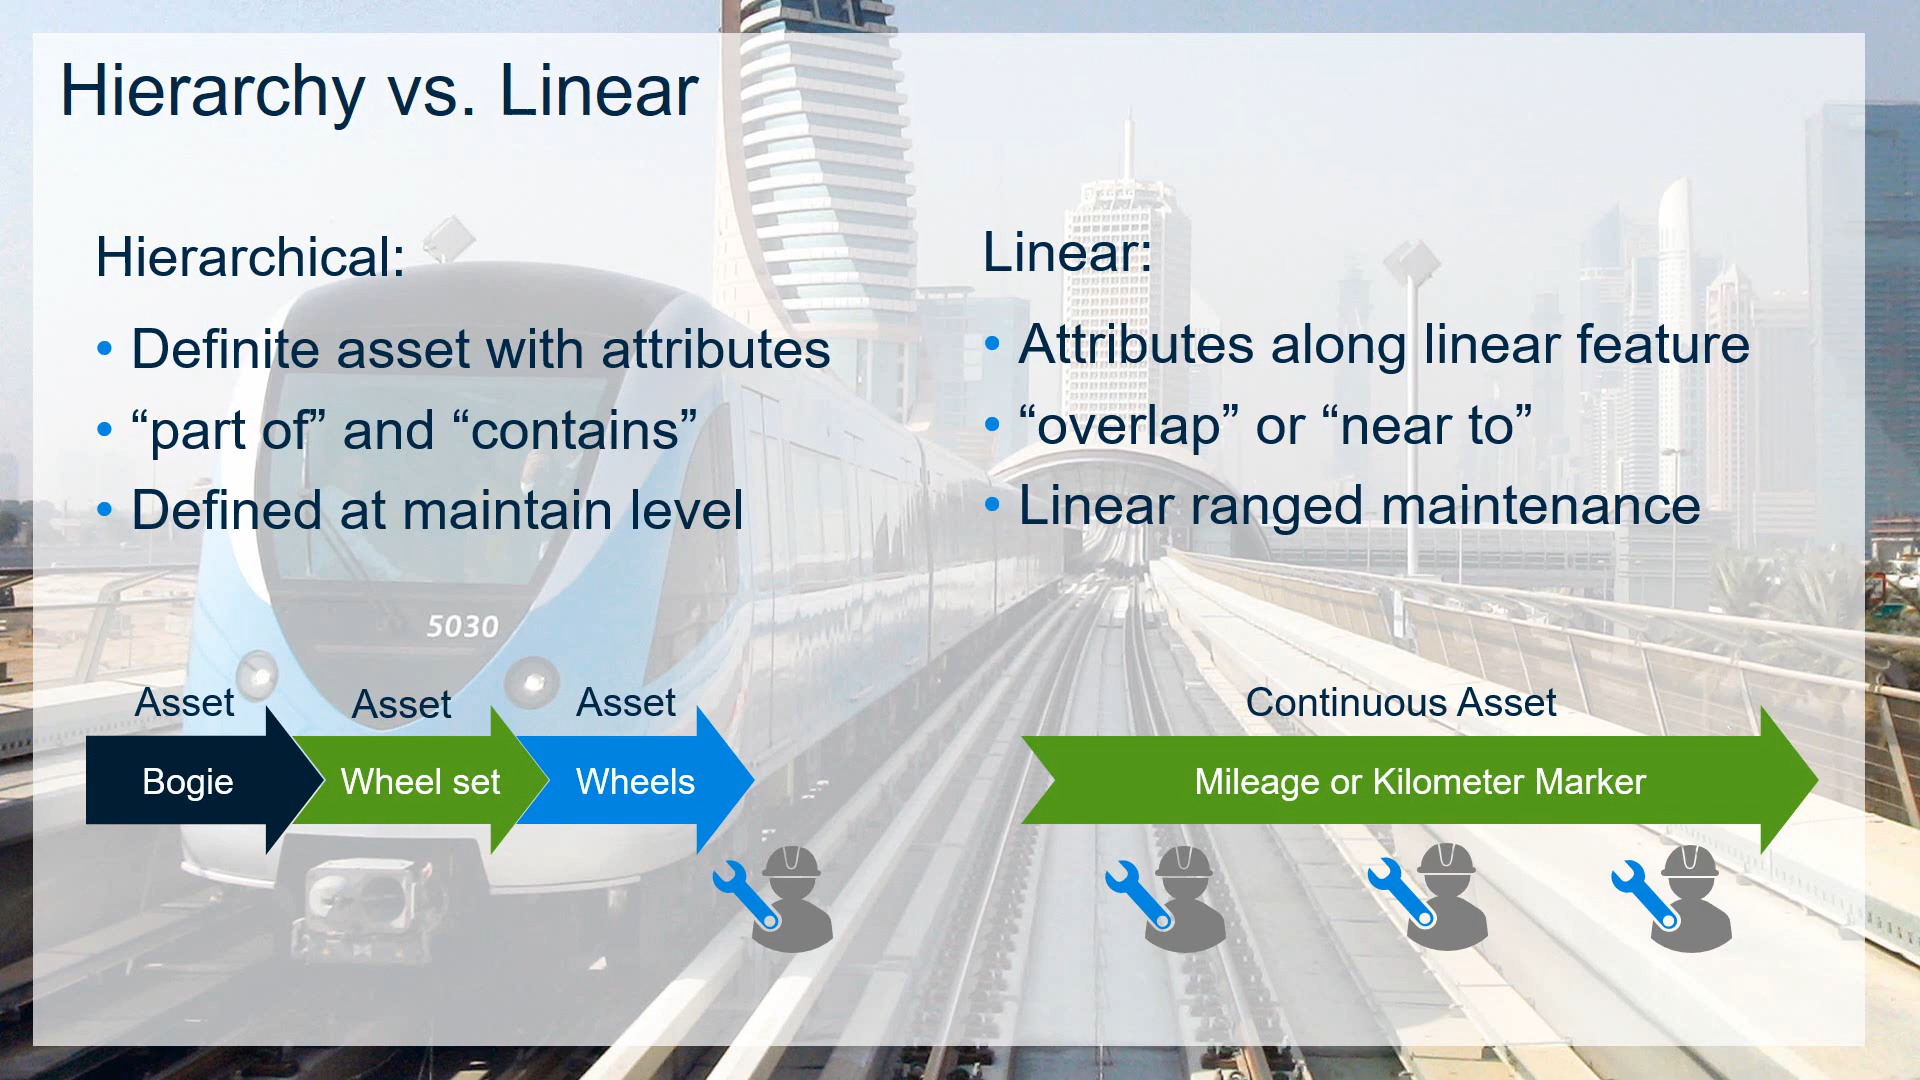 Hierarchy vs. Linear
Hierarchical:
• Definite asset with attributes
• “part of” and “contains”
• Defined at maintain level
Linear:
• Attributes along linear feature
• “overlap” or “near to”
• Linear ranged maintenance
5030
Asset
Asset
Asset
Bogie
Wheel set
Wheels
Continuous Asset
Mileage or Kilometer Marker